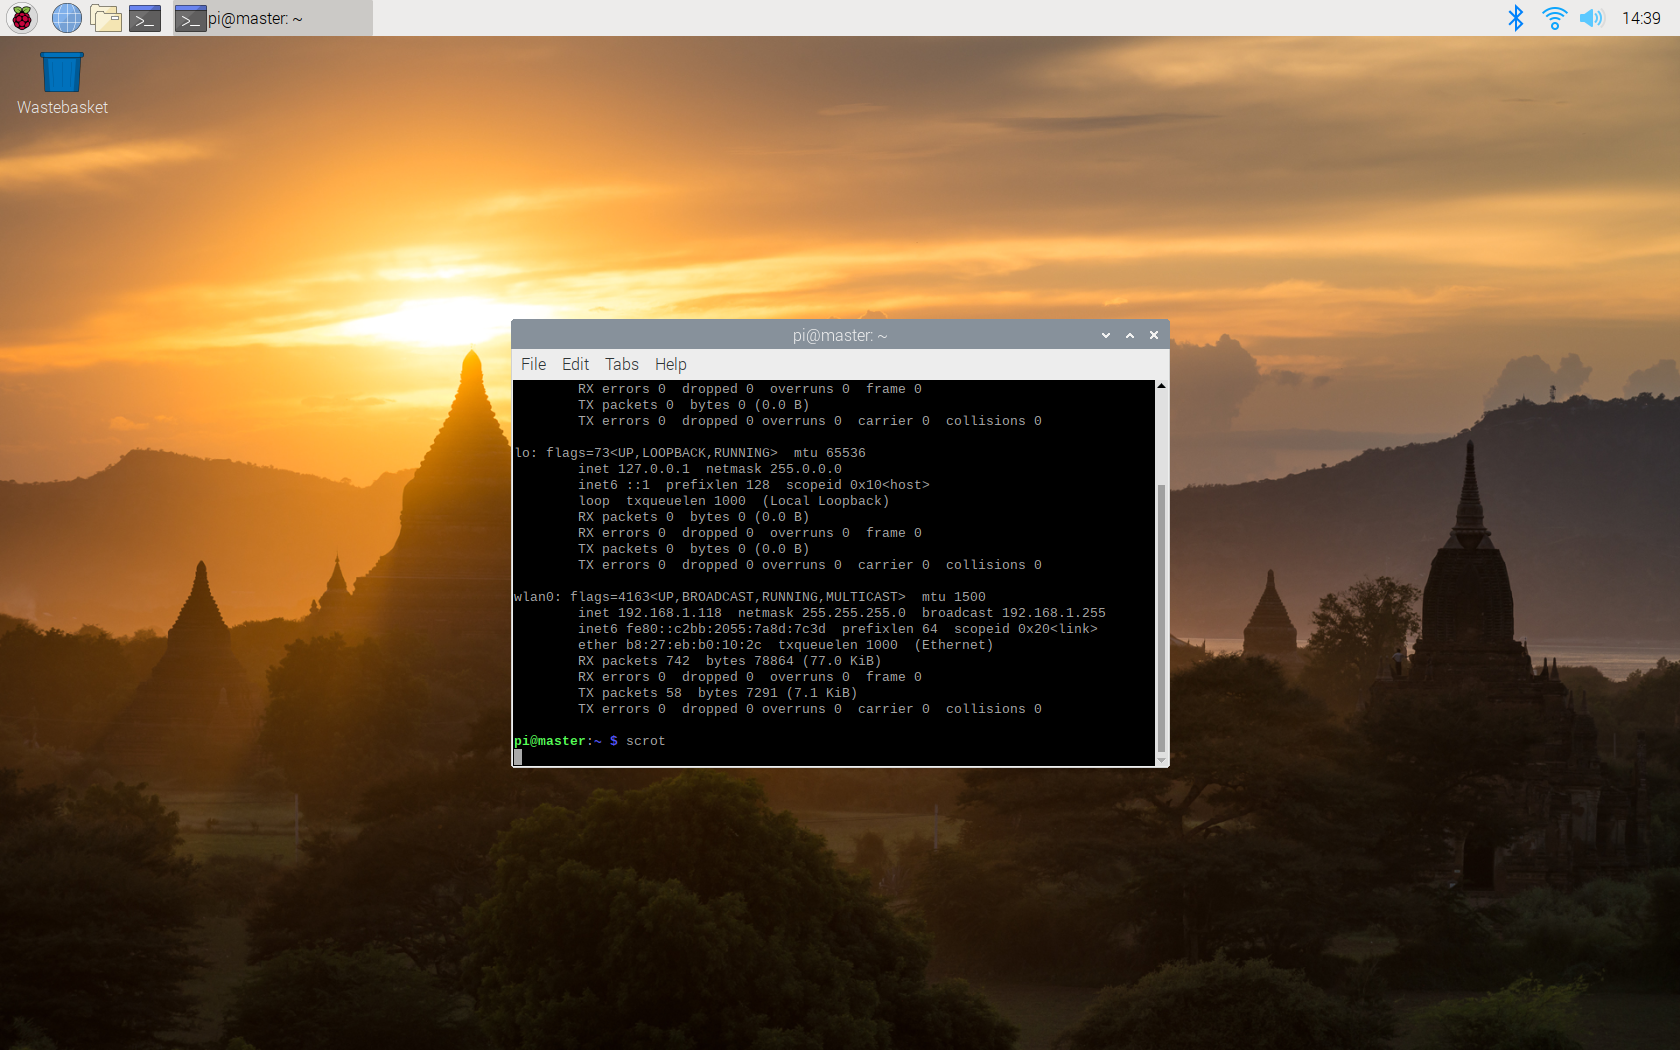 pi@master: ~
14:39
Wastebasket
pi@master: ~
File Edit Tabs Help
        RX errors 0  dropped 0  overruns 0  frame 0
        TX packets 0  bytes 0 (0.0 B)
        TX errors 0  dropped 0 overruns 0  carrier 0  collisions 0
lo: flags=73<UP,LOOPBACK,RUNNING>  mtu 65536
        inet 127.0.0.1  netmask 255.0.0.0
        inet6 ::1  prefixlen 128  scopeid 0x10<host>
        loop  txqueuelen 1000  (Local Loopback)
        RX packets 0  bytes 0 (0.0 B)
        RX errors 0  dropped 0  overruns 0  frame 0
        TX packets 0  bytes 0 (0.0 B)
        TX errors 0  dropped 0 overruns 0  carrier 0  collisions 0
wlan0: flags=4163<UP,BROADCAST,RUNNING,MULTICAST>  mtu 1500
        inet 192.168.1.118  netmask 255.255.255.0  broadcast 192.168.1.255
        inet6 fe80::c2bb:2055:7a8d:7c3d  prefixlen 64  scopeid 0x20<link>
        ether b8:27:eb:b0:10:2c  txqueuelen 1000  (Ethernet)
        RX packets 742  bytes 78864 (77.0 KiB)
        RX errors 0  dropped 0  overruns 0  frame 0
        TX packets 58  bytes 7291 (7.1 KiB)
        TX errors 0  dropped 0 overruns 0  carrier 0  collisions 0
pi@master:~ $ scrot